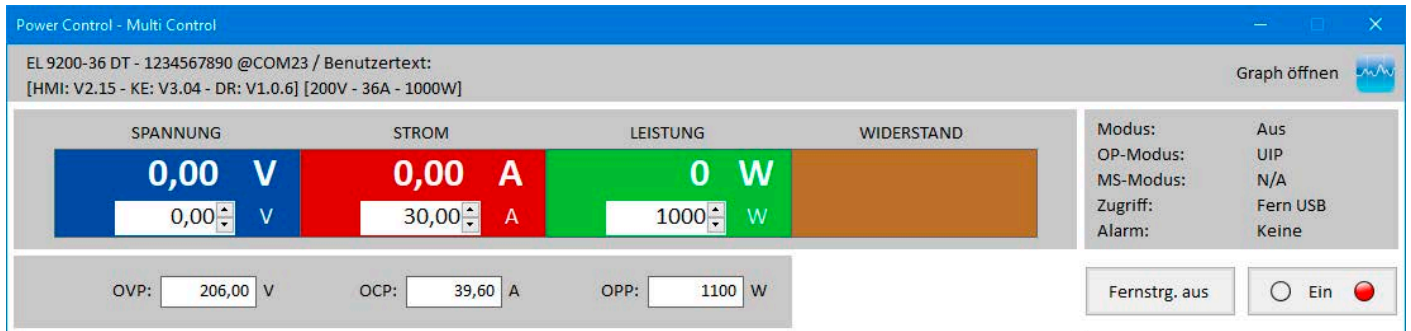 Power Control - Multi Control
EL 9200-36 DT - 1234567890 @COM23 / Benutzertext:
[HMI: V2.15 - KE: V3.04 - DR: V1.0.6] [200V - 36A - 1000W]
Graph öffnen
SPANNUNG STROM LEISTUNG WIDERSTAND
0,00 V 0,00 A 0 W
0,00 V 30,00 A 1000 W
Modus: Aus
OP-Modus: UIP
MS-Modus: N/A
Zugriff: Fern USB
Alarm: Keine
OVP: 206,00 V OCP: 39,60 A OPP: 1100 W
Fernstrg. aus Ein